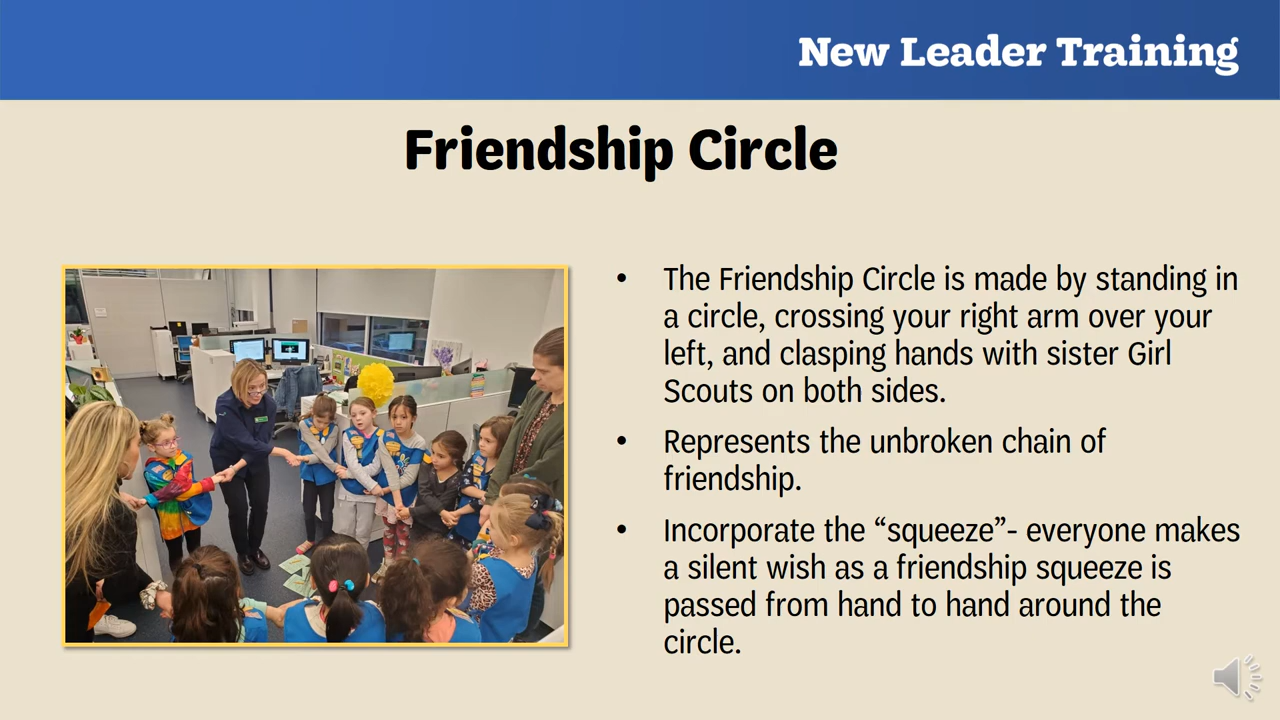 New Leader Training
Friendship Circle
• The Friendship Circle is made by standing in
a circle, crossing your right arm over your
left, and clasping hands with sister Girl
Scouts on both sides.
• Represents the unbroken chain of
friendship.
• Incorporate the “squeeze”- everyone makes
a silent wish as a friendship squeeze is
passed from hand to hand around the
circle.